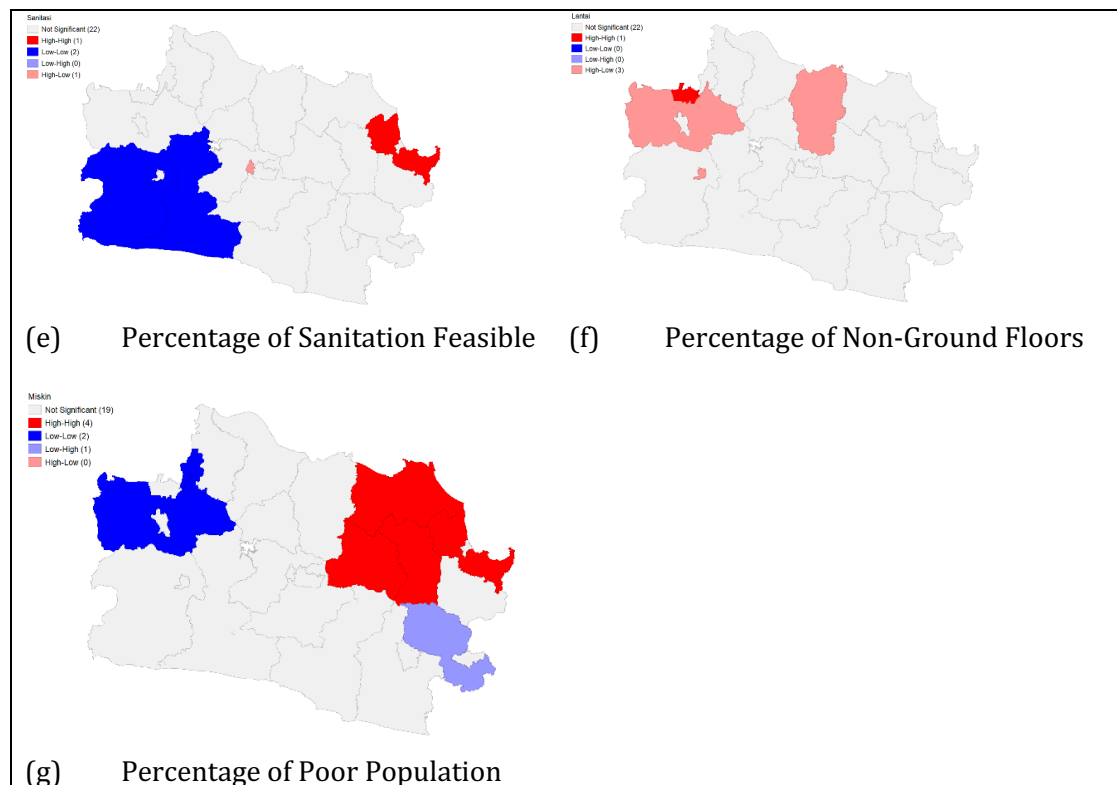 Sanitasi
Not Significant (22)
High-High (1)
Low-Low (2)
Low-High (0)
High-Low (1)
Lantai
Not Significant (22)
High-High (1)
Low-Low (0)
Low-High (0)
High-Low (3)
(e) Percentage of Sanitation Feasible
(f) Percentage of Non-Ground Floors
Miskin
Not Significant (19)
High-High (4)
Low-Low (2)
Low-High (1)
High-Low (0)
(g) Percentage of Poor Population